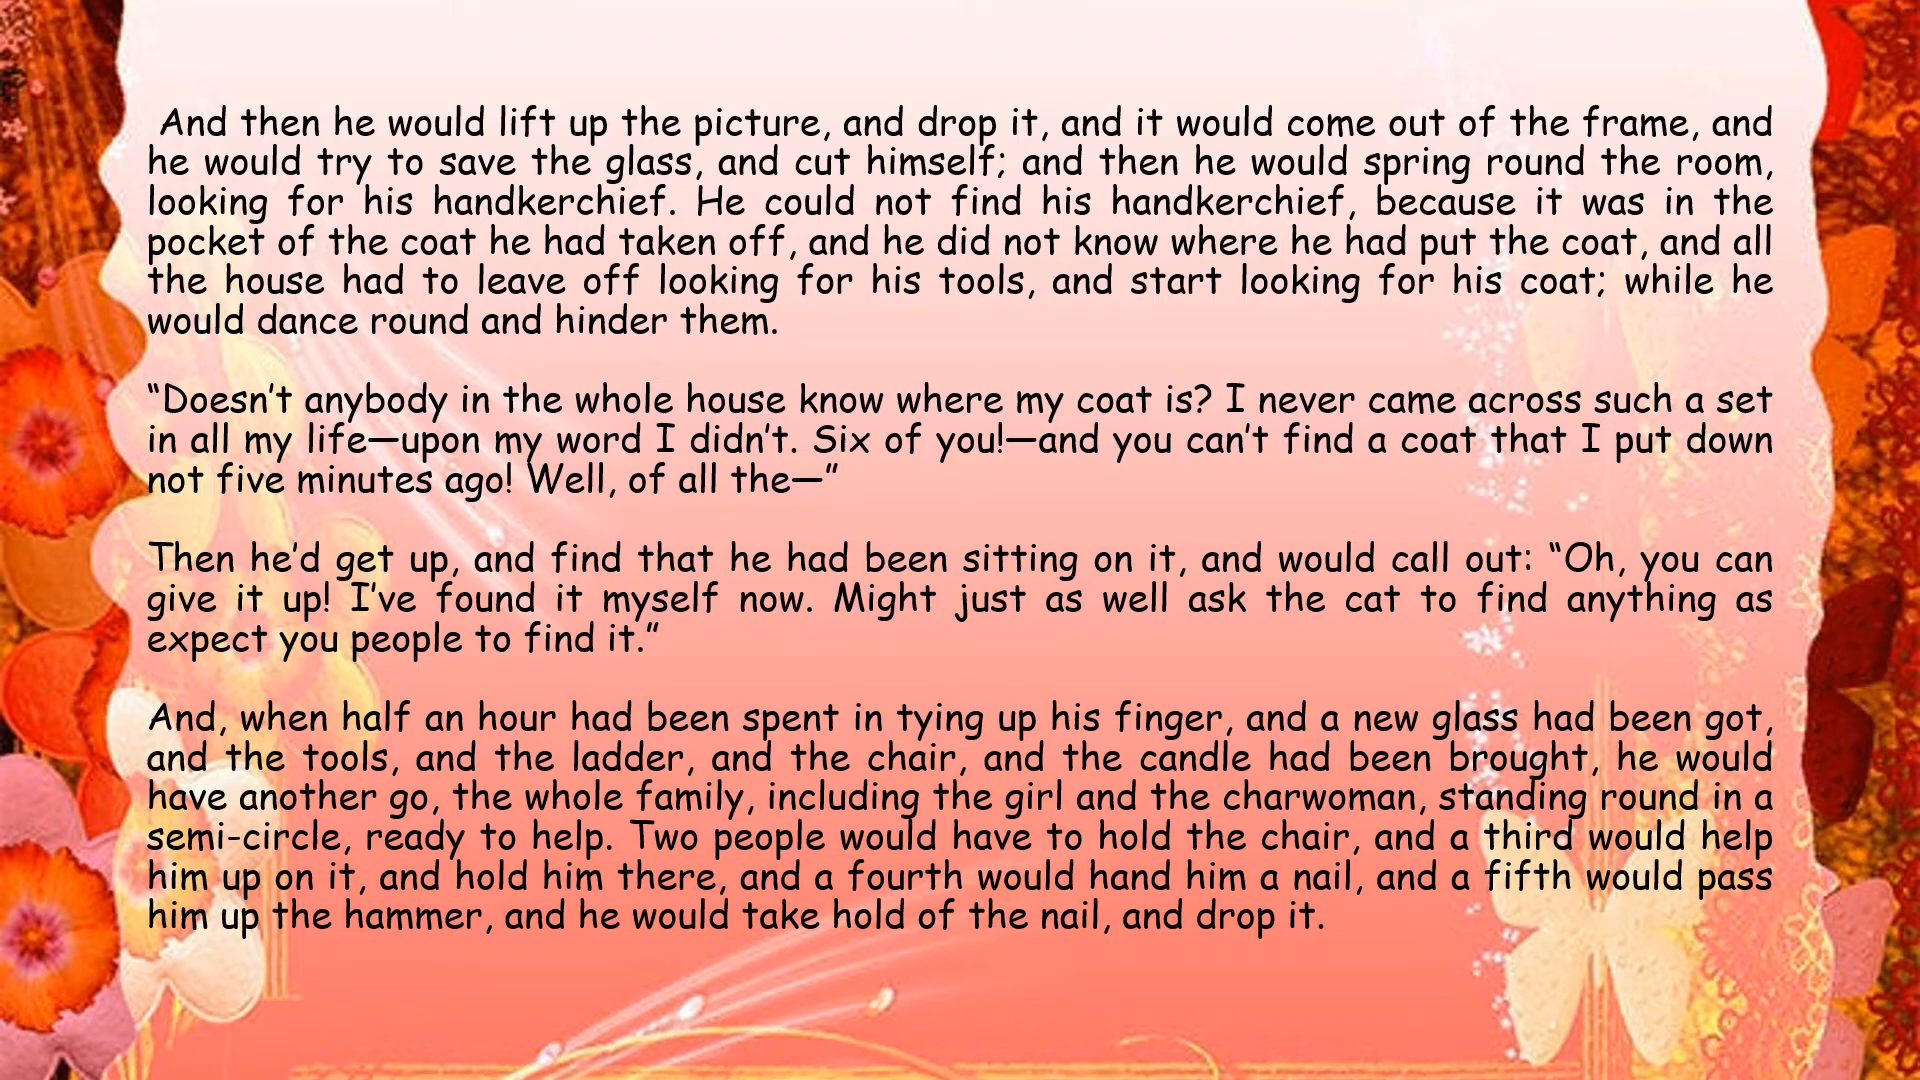 And then he would lift up the picture, and drop it, and it would come out of the frame, and
he would try to save the glass, and cut himself; and then he would spring round the room,
looking for his handkerchief. He could not find his handkerchief, because it was in the
pocket of the coat he had taken off, and he did not know where he had put the coat, and all
the house had to leave off looking for his tools, and start looking for his coat; while he
would dance round and hinder them.
“Doesn’t anybody in the whole house know where my coat is? I never came across such a set
in all my life—upon my word I didn’t. Six of you!—and you can’t find a coat that I put down
not five minutes ago! Well, of all the—”
Then he’d get up, and find that he had been sitting on it, and would call out: “Oh, you can
give it up! I’ve found it myself now. Might just as well ask the cat to find anything as
expect you people to find it.”
And, when half an hour had been spent in tying up his finger, and a new glass had been got,
and the tools, and the ladder, and the chair, and the candle had been brought, he would
have another go, the whole family, including the girl and the charwoman, standing round in a
semi-circle, ready to help. Two people would have to hold the chair, and a third would help
him up on it, and hold him there, and a fourth would hand him a nail, and a fifth would pass
him up the hammer, and he would take hold of the nail, and drop it.